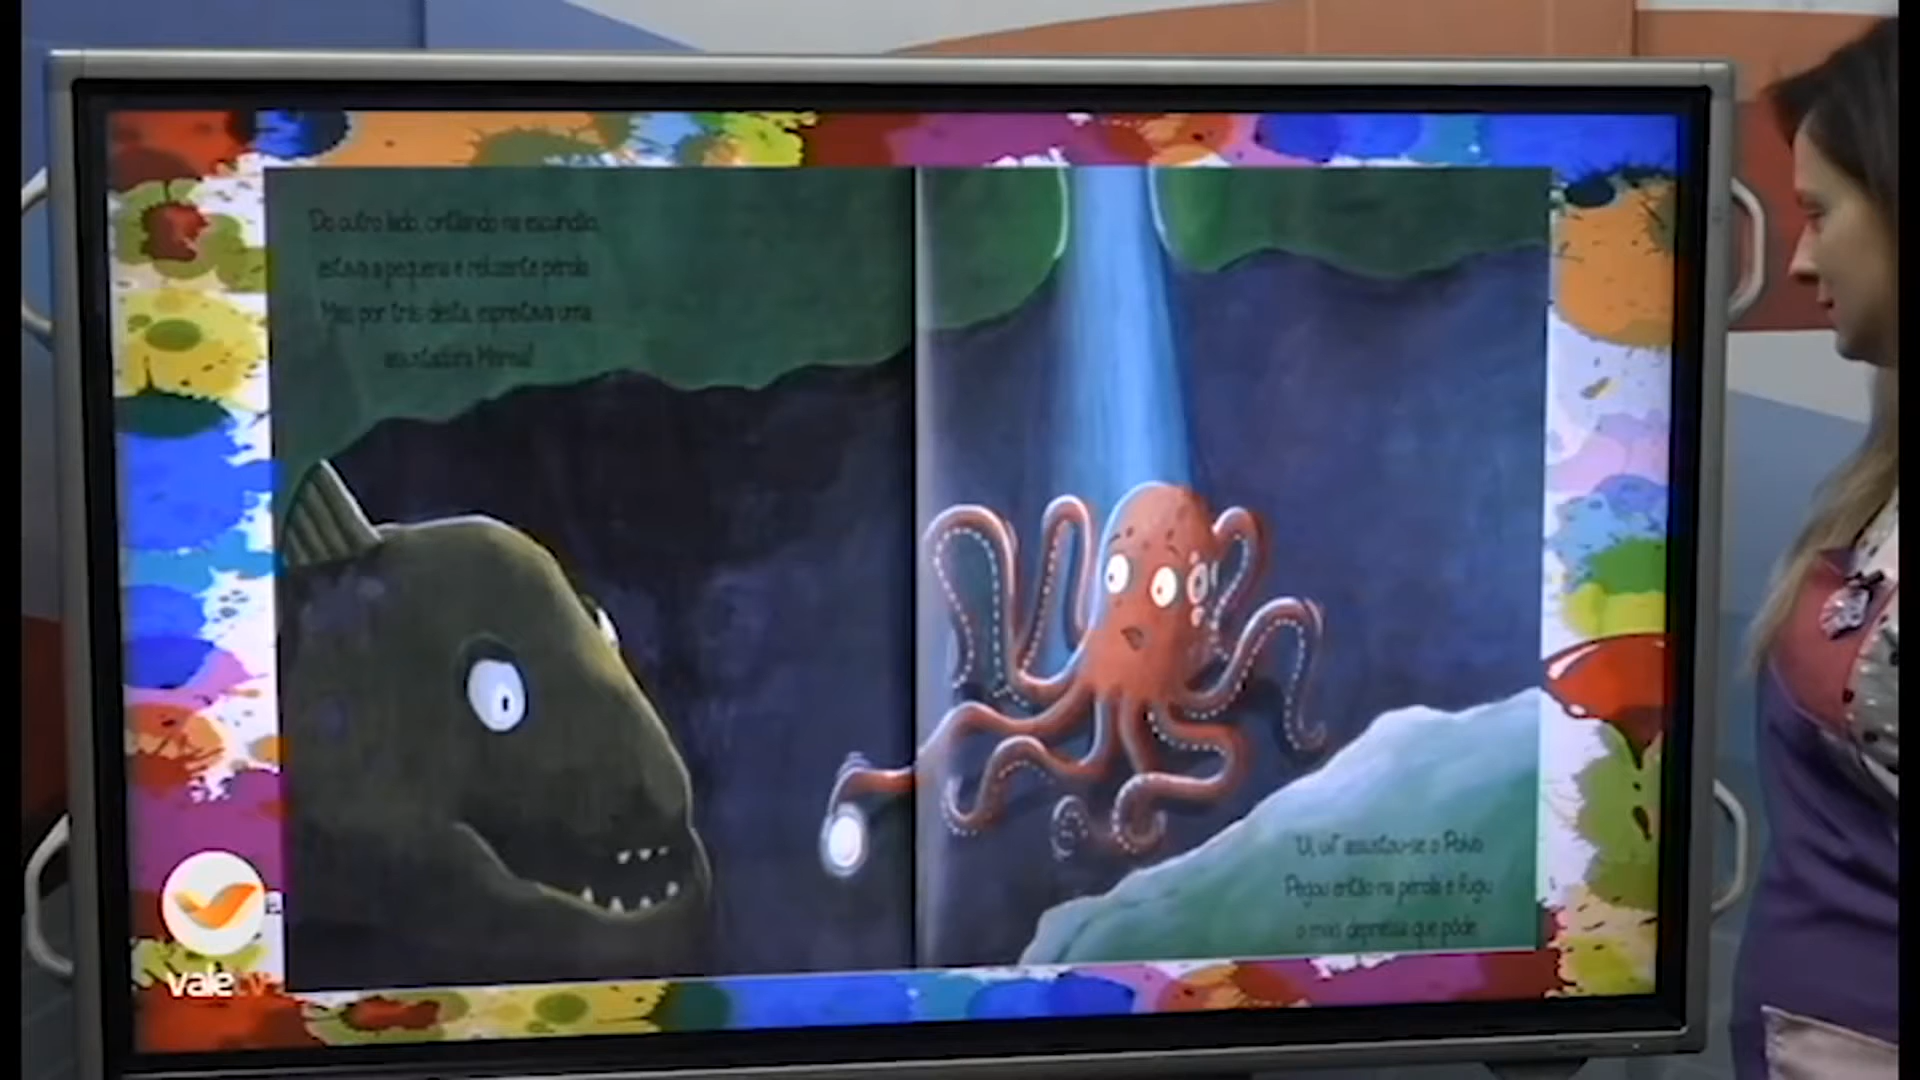 Do outro lado, cintilando na escuridão,
estava a pequena e reluzente pérola
Mas por trás desta, espreitava uma
assustadora Moreia!
"Ui, ui!" assustou-se o Polvo
Pegou então na pérola e fugiu
o mais depressa que pôde
valetv